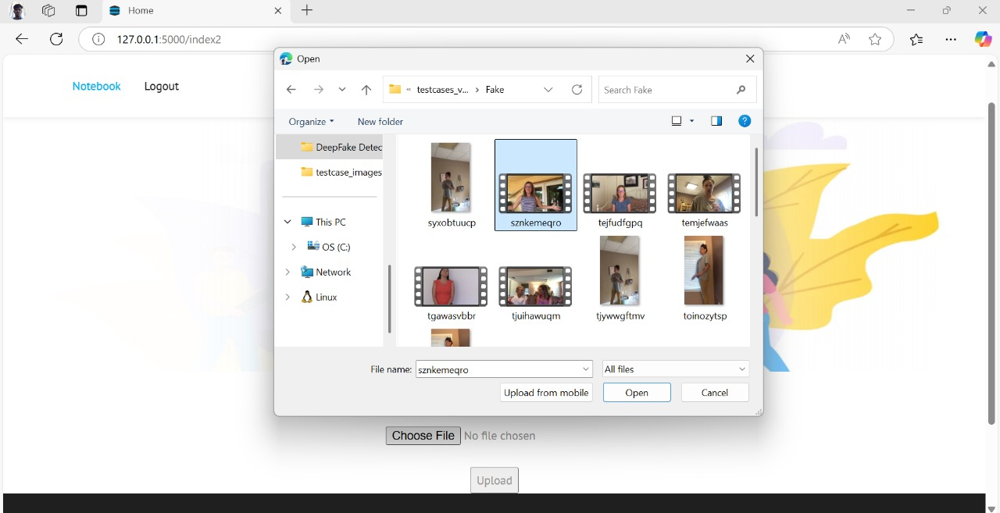 Home
127.0.0.1:5000/index2
Notebook Logout
Open
« testcases_v... › Fake
Search Fake
Organize New folder
DeepFake Detec
testcase_images
This PC
OS (C:)
Network
Linux
syxobtuucp sznkemeqro tejfudfgpq temjefwaas
tgawasvbbr tjuihawuqm tjywwgftmv toinozytsp
File name: sznkemeqro All files
Upload from mobile Open Cancel
Choose File No file chosen
Upload